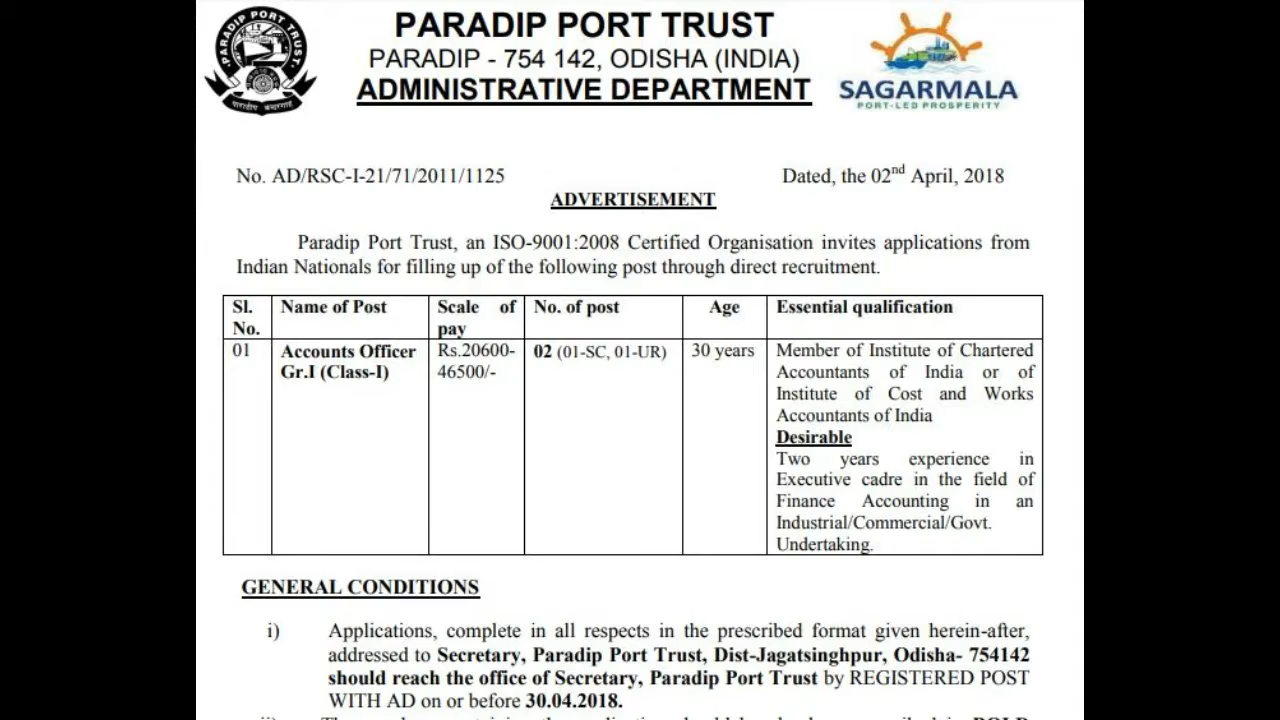 PARADIP PORT TRUST
PARADIP - 754 142, ODISHA (INDIA)
ADMINISTRATIVE DEPARTMENT
PARADIP PORT TRUST
पारादीप बन्दरगाह
SAGARMALA
PORT-LED PROSPERITY
No. AD/RSC-I-21/71/2011/1125
Dated, the 02nd April, 2018
ADVERTISEMENT
Paradip Port Trust, an ISO-9001:2008 Certified Organisation invites applications from
Indian Nationals for filling up of the following post through direct recruitment.
Sl. No.
Name of Post
Scale of pay
No. of post
Age
Essential qualification
01
Accounts Officer
Gr.I (Class-I)
Rs.20600-
46500/-
02 (01-SC, 01-UR)
30 years
Member of Institute of Chartered
Accountants of India or of
Institute of Cost and Works
Accountants of India
Desirable
Two years experience in
Executive cadre in the field of
Finance Accounting in an
Industrial/Commercial/Govt.
Undertaking.
GENERAL CONDITIONS
i) Applications, complete in all respects in the prescribed format given herein-after,
addressed to Secretary, Paradip Port Trust, Dist-Jagatsinghpur, Odisha- 754142
should reach the office of Secretary, Paradip Port Trust by REGISTERED POST
WITH AD on or before 30.04.2018.